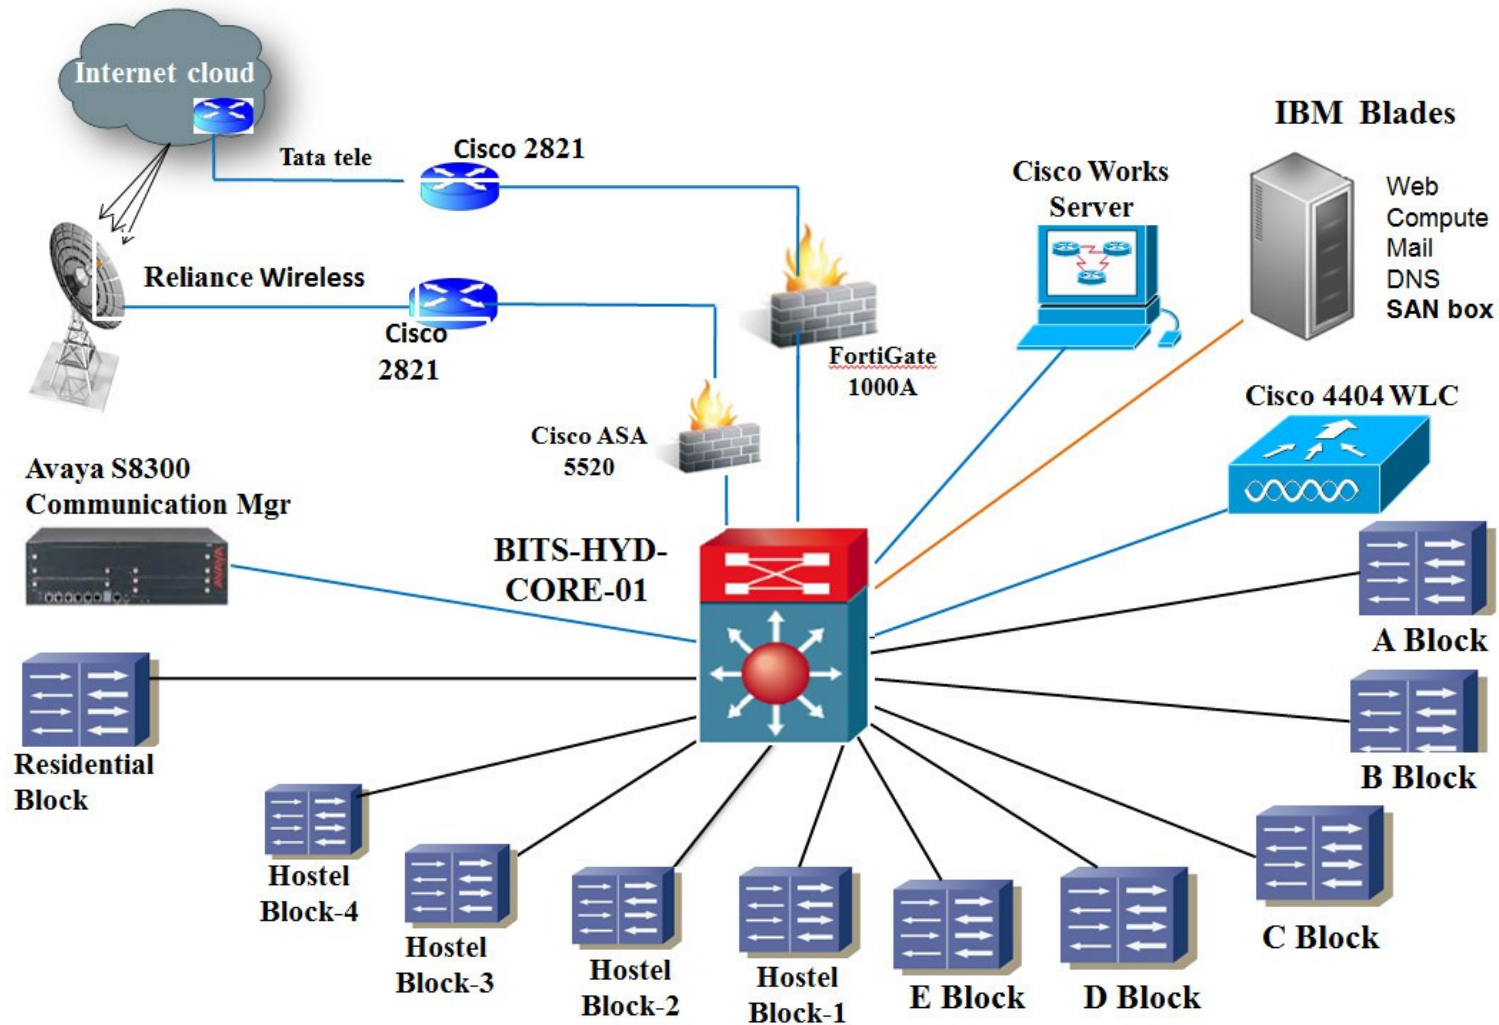 Internet cloud
Tata tele
Cisco 2821
Reliance Wireless
Cisco
2821
FortiGate
1000A
Cisco ASA
5520
Cisco Works
Server
IBM Blades
Web
Compute
Mail
DNS
SAN box
Cisco 4404 WLC
Avaya S8300
Communication Mgr
AVAYA
BITS-HYD-
CORE-01
A Block
B Block
C Block
D Block
E Block
Hostel
Block-1
Hostel
Block-2
Hostel
Block-3
Hostel
Block-4
Residential
Block